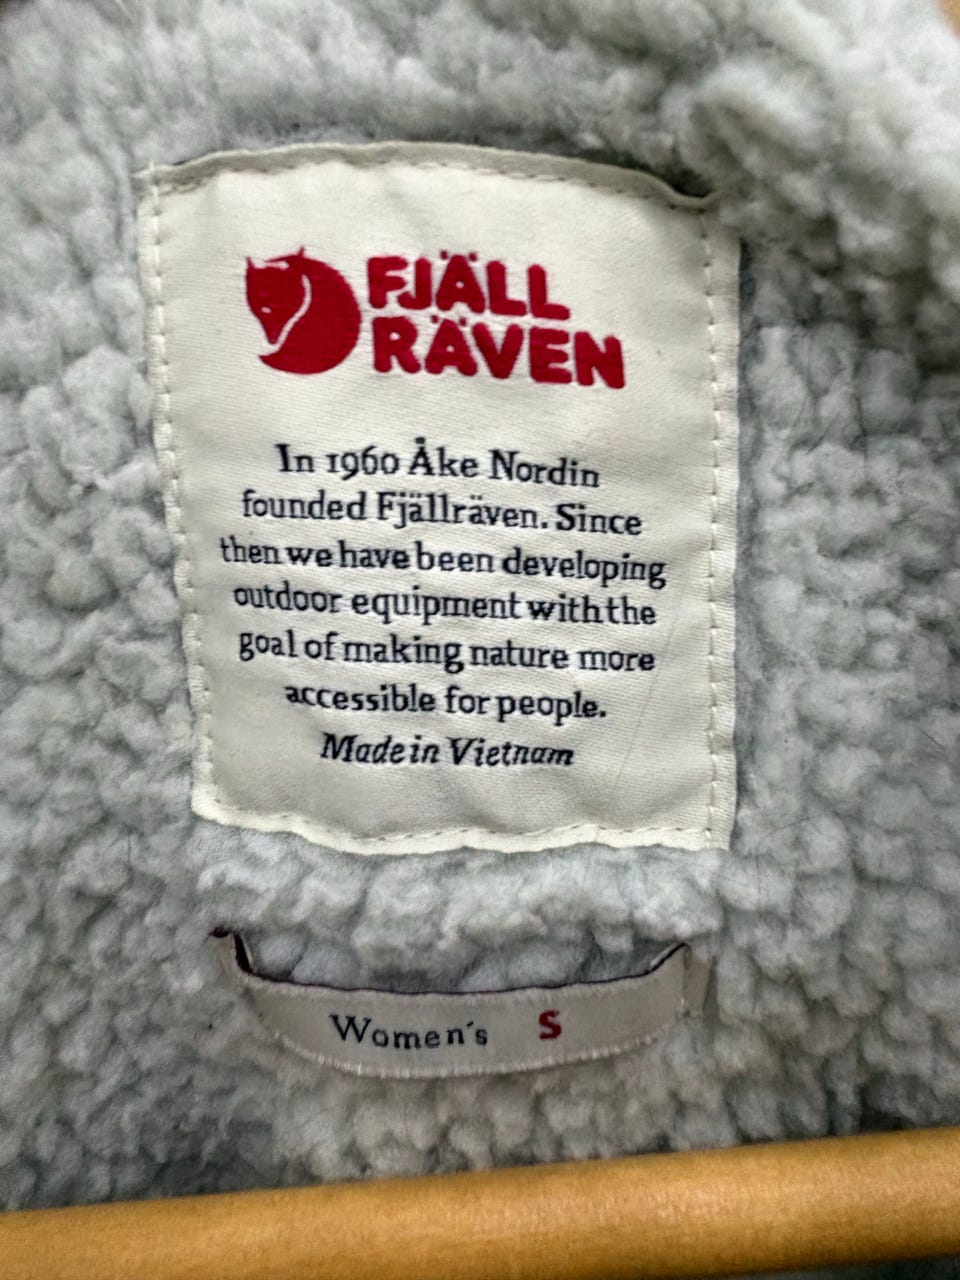 FJÄLL
RÄVEN
In 1960 Åke Nordin
founded Fjällräven. Since
then we have been developing
outdoor equipment with the
goal of making nature more
accessible for people.
Made in Vietnam
Women´s S